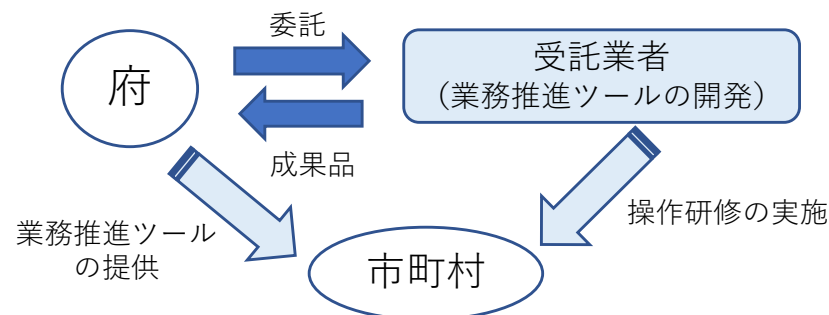 委託
府
受託業者
（業務推進ツールの開発）
成果品
業務推進ツール
の提供
操作研修の実施
市町村